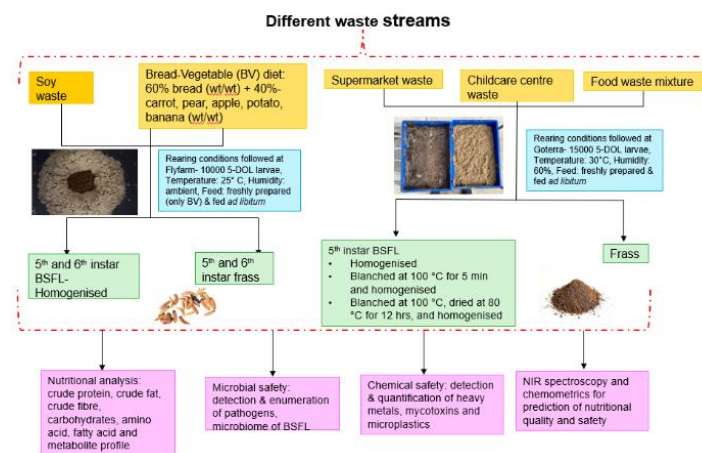 Different waste streams
Soy
waste
Bread-Vegetable (BV) diet:
60% bread (wt/wt) + 40%-
carrot, pear, apple, potato,
banana (wt/wt)
Supermarket waste
Childcare centre
waste
Food waste mixture
Rearing conditions followed at
Flyfarm- 10000 5-DOL larvae,
Temperature: 25° C, Humidity:
ambient, Feed: freshly prepared
(only BV) & fed ad libitum
Rearing conditions followed at
Goterra- 15000 5-DOL larvae,
Temperature: 30°C, Humidity:
60%, Feed: freshly prepared &
fed ad libitum
5th and 6th instar
BSFL-
Homogenised
5th and 6th
instar frass
5th instar BSFL
• Homogenised
• Blanched at 100 °C for 5 min
and homogenised
• Blanched at 100 °C, dried at 80
°C for 12 hrs, and homogenised
Frass
Nutritional analysis:
crude protein, crude fat,
crude fibre,
carbohydrates, amino
acid, fatty acid and
metabolite profile
Microbial safety:
detection & enumeration
of pathogens,
microbiome of BSFL
Chemical safety: detection
& quantification of heavy
metals, mycotoxins and
microplastics
NIR spectroscopy and
chemometrics for
prediction of nutritional
quality and safety